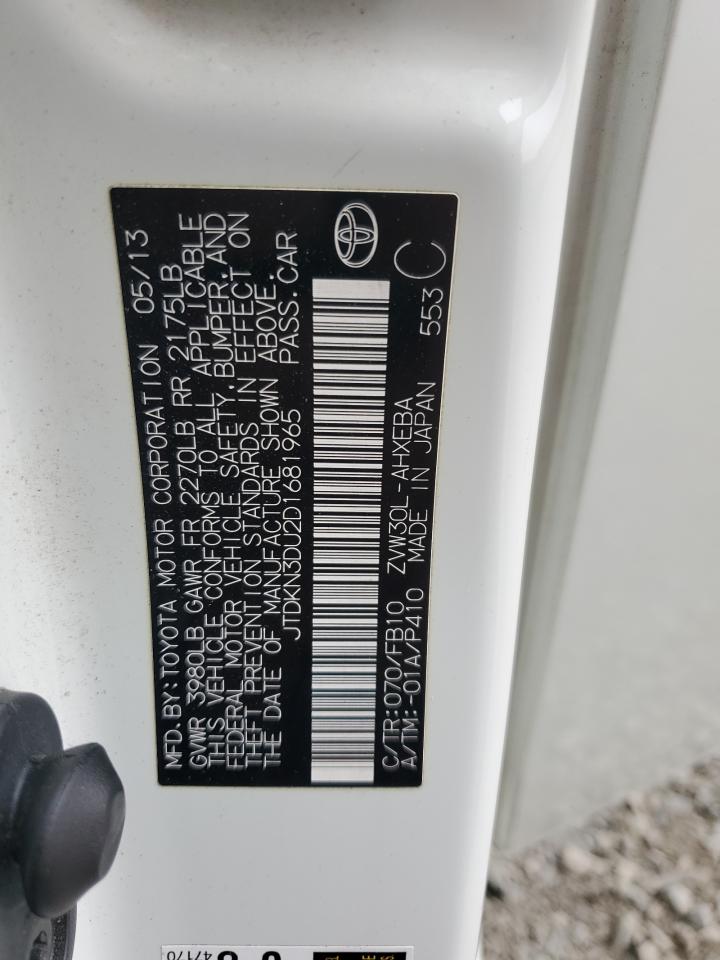 MFD.BY:TOYOTA MOTOR CORPORATION 05/13
GVWR 3980LB GAWR FR 2270LB RR 2175LB
THIS VEHICLE CONFORMS TO ALL APPLICABLE
FEDERAL MOTOR VEHICLE SAFETY,BUMPER,AND
THEFT PREVENTION STANDARDS IN EFFECT ON
THE DATE OF MANUFACTURE SHOWN ABOVE.
JTDKN3DU2D1681965 PASS.CAR
C/TR:070/FB10 ZVW30L-AHXEBA
A/TM:-01A/P410 MADE IN JAPAN 553 C
47170